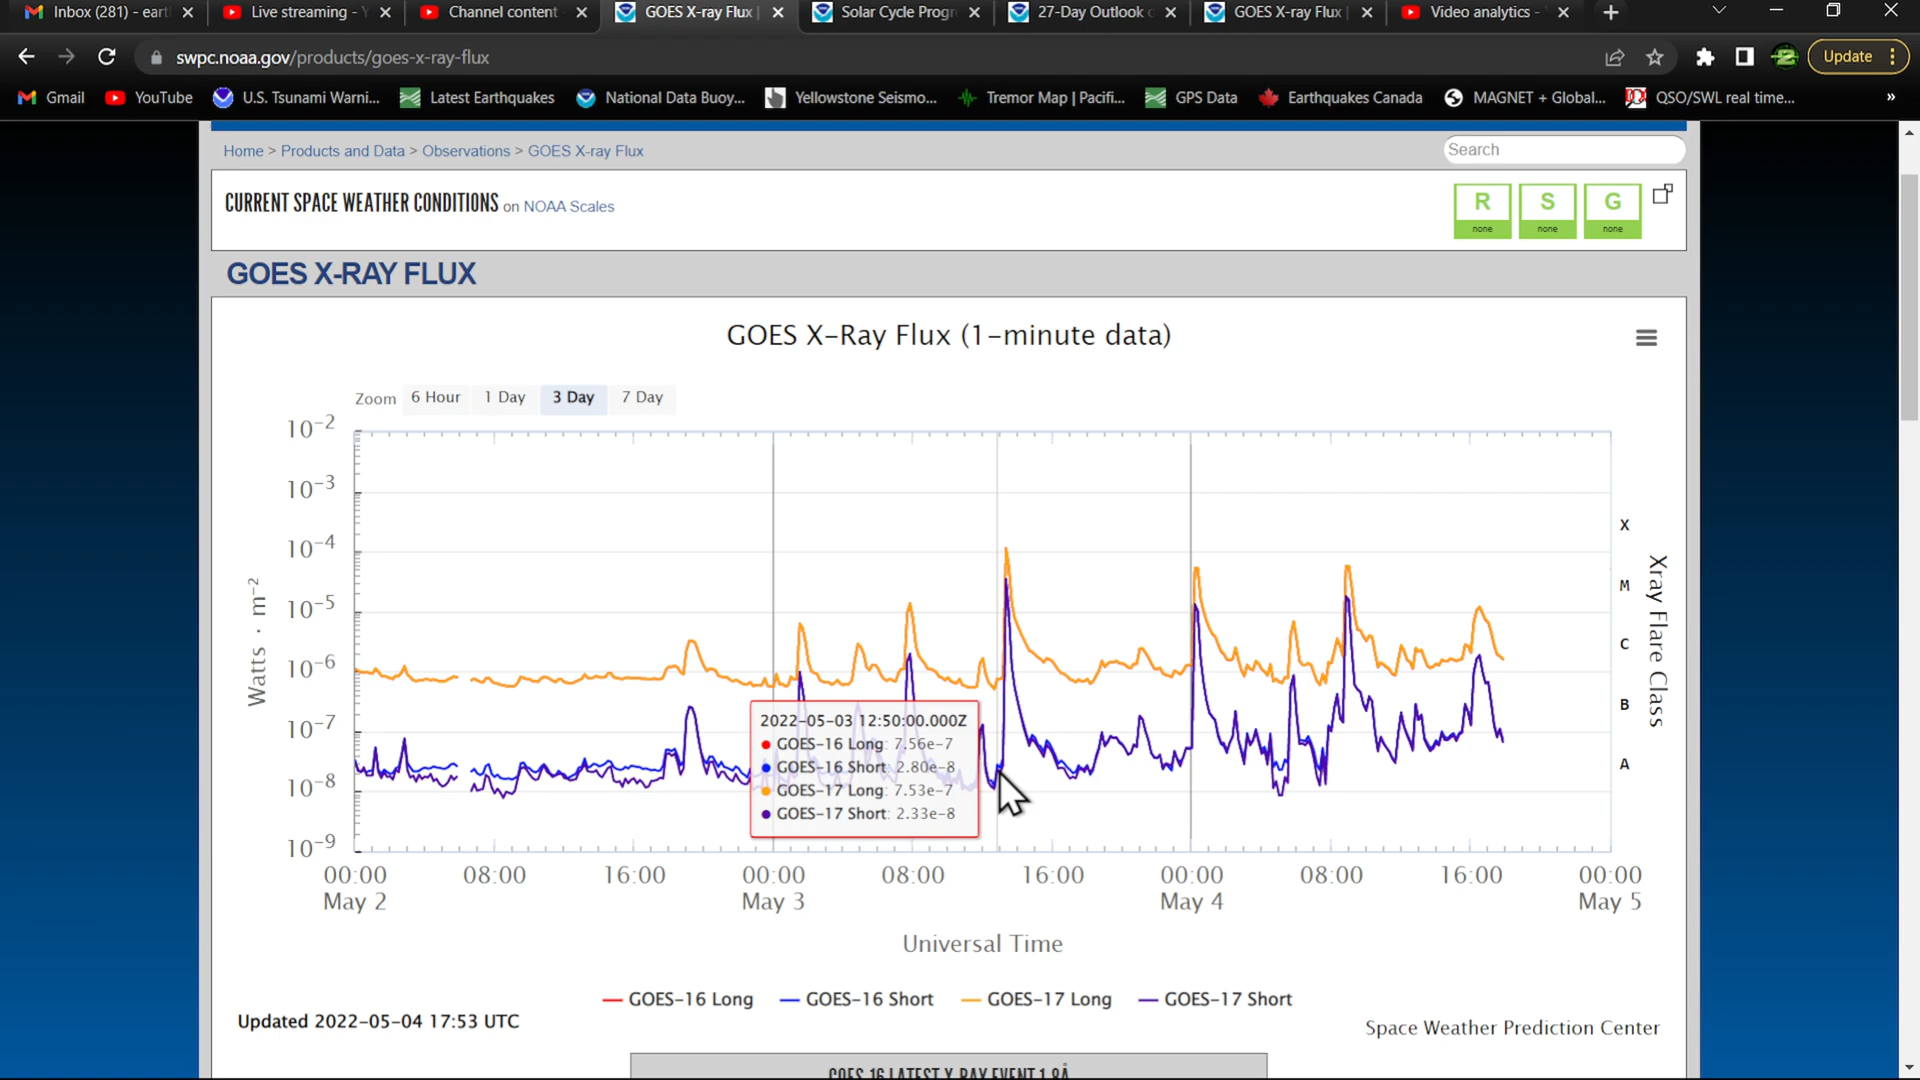 Inbox (281) - eart
Live streaming - Y
Channel content
GOES X-ray Flux |
Solar Cycle Progr
27-Day Outlook o
GOES X-ray Flux |
Video analytics -
swpc.noaa.gov/products/goes-x-ray-flux
Update
Gmail
YouTube
U.S. Tsunami Warni...
Latest Earthquakes
National Data Buoy...
Yellowstone Seismo...
Tremor Map | Pacifi...
GPS Data
Earthquakes Canada
MAGNET + Global...
QSO/SWL real time...
»
Home > Products and Data > Observations > GOES X-ray Flux
Search
CURRENT SPACE WEATHER CONDITIONS on NOAA Scales
R S G
none none none
GOES X-RAY FLUX
GOES X-Ray Flux (1-minute data)
Zoom 6 Hour 1 Day 3 Day 7 Day
10-2
10-3
10-4
10-5
10-6
10-7
10-8
10-9
Watts · m-2
X
M
C
B
A
Xray Flare Class
2022-05-03 12:50:00.000Z
GOES-16 Long: 7.56e-7
GOES-16 Short: 2.80e-8
GOES-17 Long: 7.53e-7
GOES-17 Short: 2.33e-8
00:00 08:00 16:00 00:00 08:00 16:00 00:00 08:00 16:00 00:00
May 2 May 3 May 4 May 5
Universal Time
GOES-16 Long GOES-16 Short GOES-17 Long GOES-17 Short
Updated 2022-05-04 17:53 UTC
Space Weather Prediction Center
GOES 16 LATEST X-RAY EVENT 1-8Å